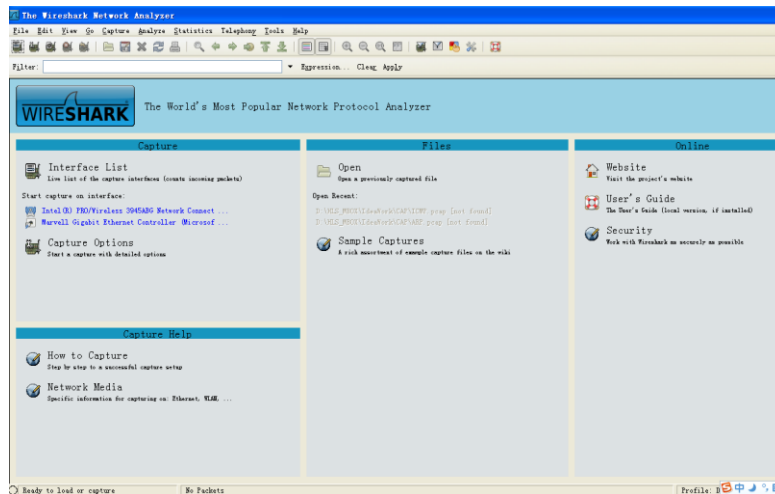 The Wireshark Network Analyzer
File Edit View Go Capture Analyze Statistics Telephony Tools Help
Filter: Expression... Clear Apply
WIRESHARK The World's Most Popular Network Protocol Analyzer
Capture
Interface List
Live list of the capture interfaces (counts incoming packets)
Start capture on interface:
Intel(R) PRO/Wireless 3945ABG Network Connect ...
Marvell Gigabit Ethernet Controller (Microsof ...
Capture Options
Start a capture with detailed options
Capture Help
How to Capture
Step by step to a successful capture setup
Network Media
Specific information for capturing on: Ethernet, WLAN, ...
Files
Open
Open a previously captured file
Open Recent:
[not found]
[not found]
Sample Captures
A rich assortment of example capture files on the wiki
Online
Website
Visit the project's website
User's Guide
The User's Guide (local version, if installed)
Security
Work with Wireshark as securely as possible
Ready to load or capture
No Packets
Profile: D
中